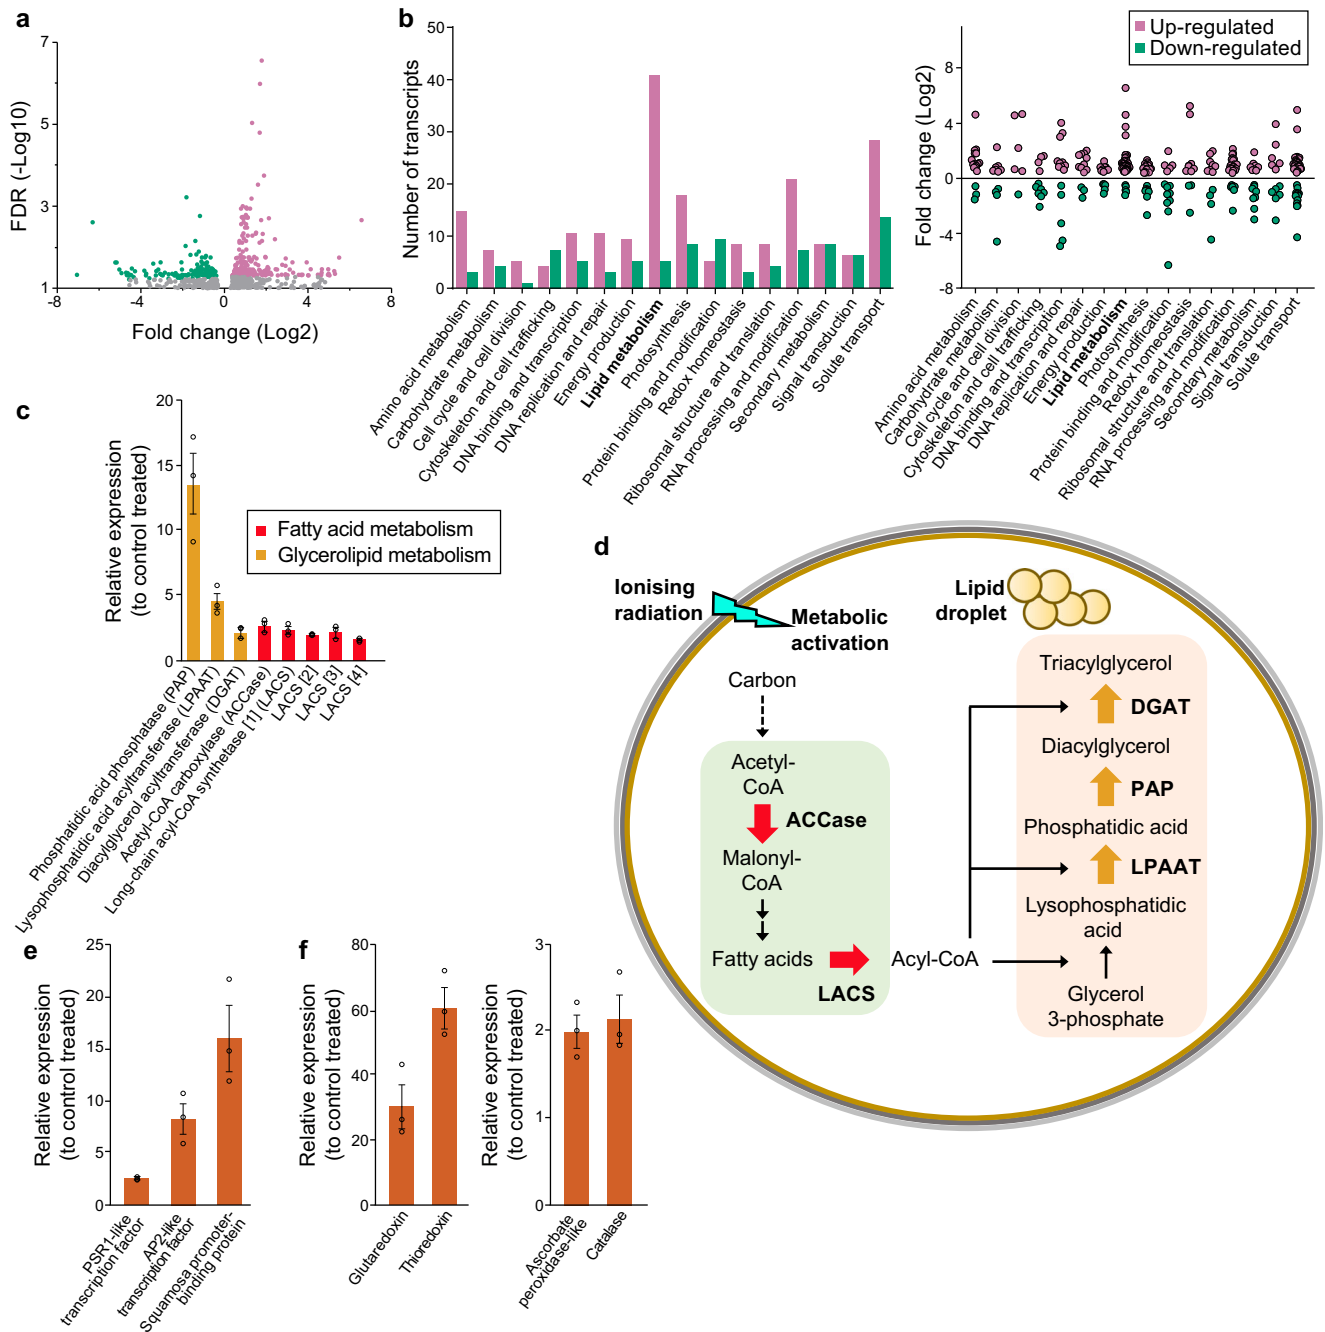 a
FDR (-Log10)
7
5
3
1
-8
-4
0
4
8
Fold change (Log2)
b
Number of transcripts
50
40
30
20
10
0
Amino acid metabolism
Carbohydrate metabolism
Cell cycle and cell division
Cytoskeleton and cell trafficking
DNA binding and transcription
DNA replication and repair
Energy production
Lipid metabolism
Photosynthesis
Protein binding and modification
Redox homeostasis
Ribosomal structure and translation
RNA processing and modification
Secondary metabolism
Signal transduction
Solute transport
Up-regulated
Down-regulated
Fold change (Log2)
8
4
0
-4
-8
Amino acid metabolism
Carbohydrate metabolism
Cell cycle and cell division
Cytoskeleton and cell trafficking
DNA binding and transcription
DNA replication and repair
Energy production
Lipid metabolism
Photosynthesis
Protein binding and modification
Redox homeostasis
Ribosomal structure and translation
RNA processing and modification
Secondary metabolism
Signal transduction
Solute transport
c
Relative expression
(to control treated)
20
15
10
5
0
Fatty acid metabolism
Glycerolipid metabolism
Phosphatidic acid phosphatase (PAP)
Lysophosphatidic acid acyltransferase (LPAAT)
Diacylglycerol acyltransferase (DGAT)
Acetyl-CoA carboxylase (ACCase)
Long-chain acyl-CoA synthetase [1] (LACS)
LACS [2]
LACS [3]
LACS [4]
d
Ionising
radiation
Metabolic
activation
Lipid
droplet
Carbon
Acetyl-
CoA
ACCase
Malonyl-
CoA
Fatty acids
LACS
Acyl-CoA
Triacylglycerol
DGAT
Diacylglycerol
PAP
Phosphatidic acid
LPAAT
Lysophosphatidic
acid
Glycerol
3-phosphate
e
Relative expression
(to control treated)
25
20
15
10
5
0
PSR1-like
transcription factor
AP2-like
transcription factor
Squamosa promoter-
binding protein
f
Relative expression
(to control treated)
80
60
40
20
0
Glutaredoxin
Thioredoxin
Relative expression
(to control treated)
3
2
1
0
Ascorbate
peroxidase-like
Catalase